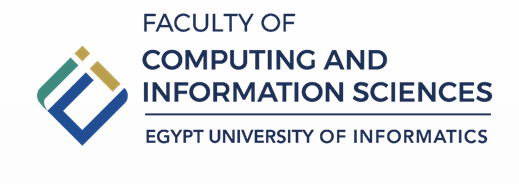 FACULTY OF
COMPUTING AND
INFORMATION SCIENCES
EGYPT UNIVERSITY OF INFORMATICS